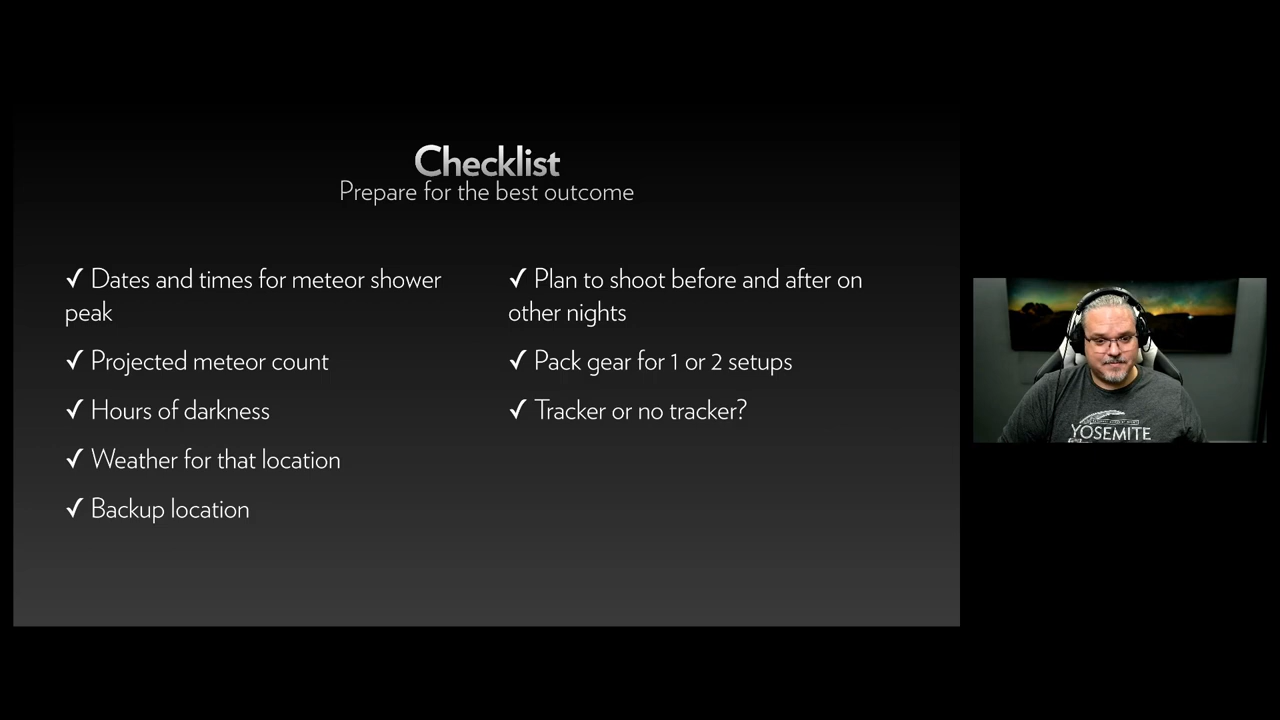 Checklist
Prepare for the best outcome
✓ Dates and times for meteor shower
peak
✓ Projected meteor count
✓ Hours of darkness
✓ Weather for that location
✓ Backup location
✓ Plan to shoot before and after on
other nights
✓ Pack gear for 1 or 2 setups
✓ Tracker or no tracker?
YOSEMITE